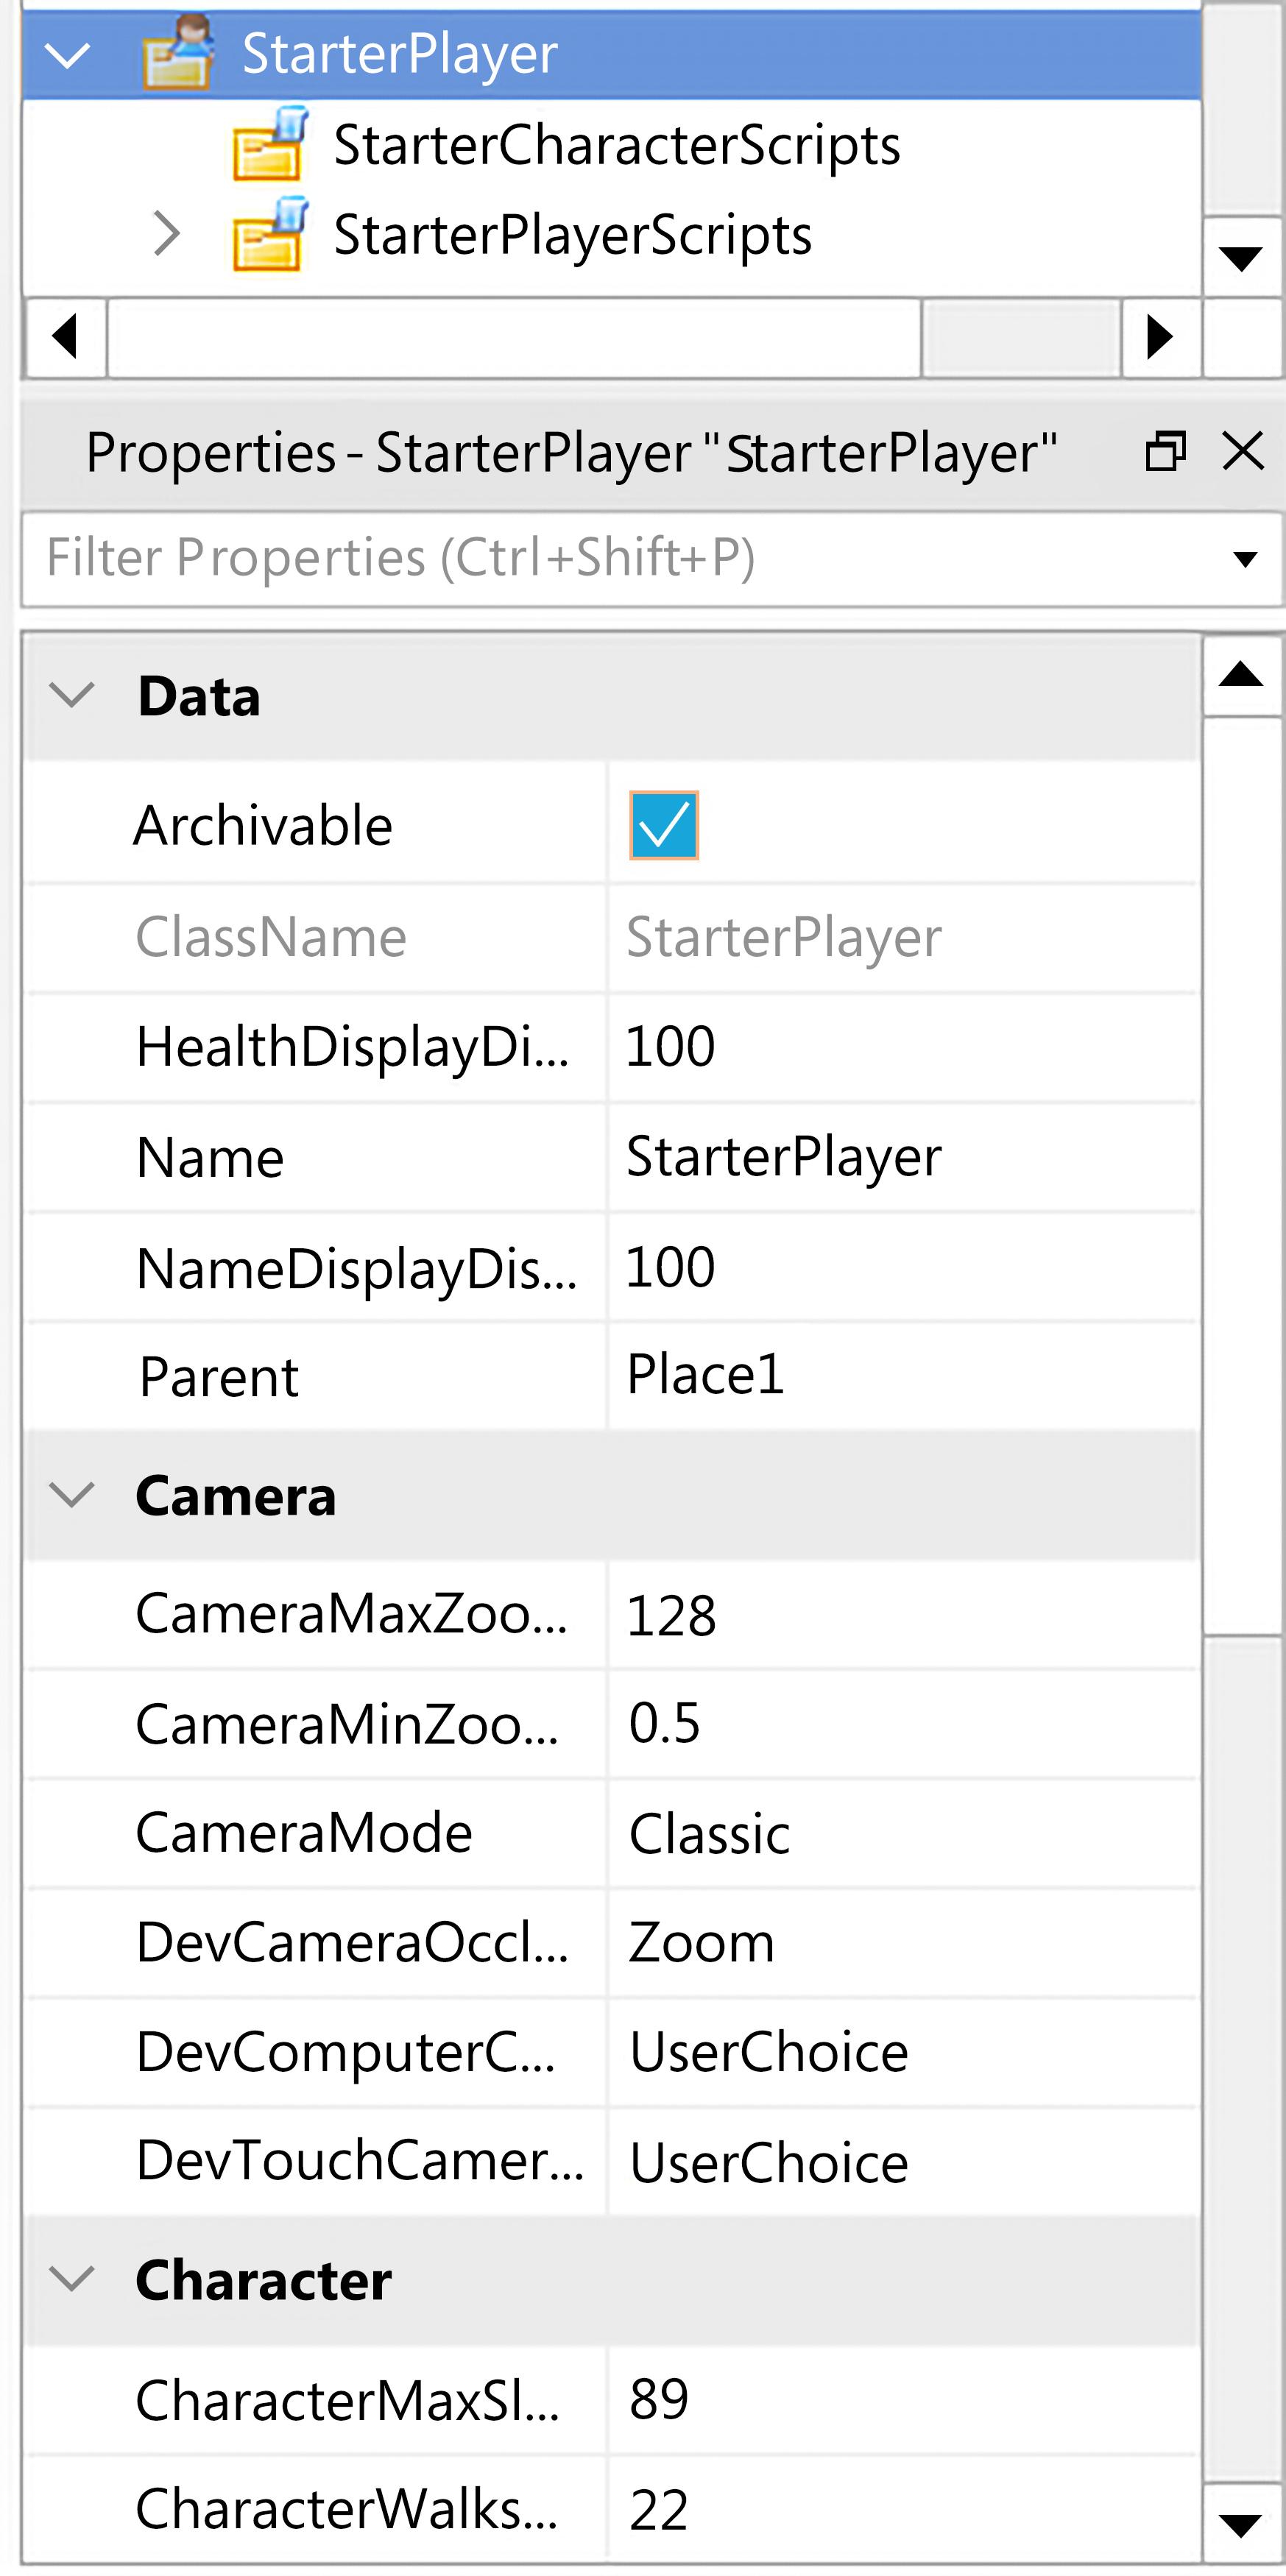 StarterPlayer
StarterCharacterScripts
StarterPlayerScripts
Properties - StarterPlayer "StarterPlayer"
Filter Properties (Ctrl+Shift+P)
Data
Archivable
ClassName StarterPlayer
HealthDisplayDi... 100
Name StarterPlayer
NameDisplayDis... 100
Parent Place1
Camera
CameraMaxZoo... 128
CameraMinZoo... 0.5
CameraMode Classic
DevCameraOccl... Zoom
DevComputerC... UserChoice
DevTouchCamer... UserChoice
Character
CharacterMaxSl... 89
CharacterWalks... 22